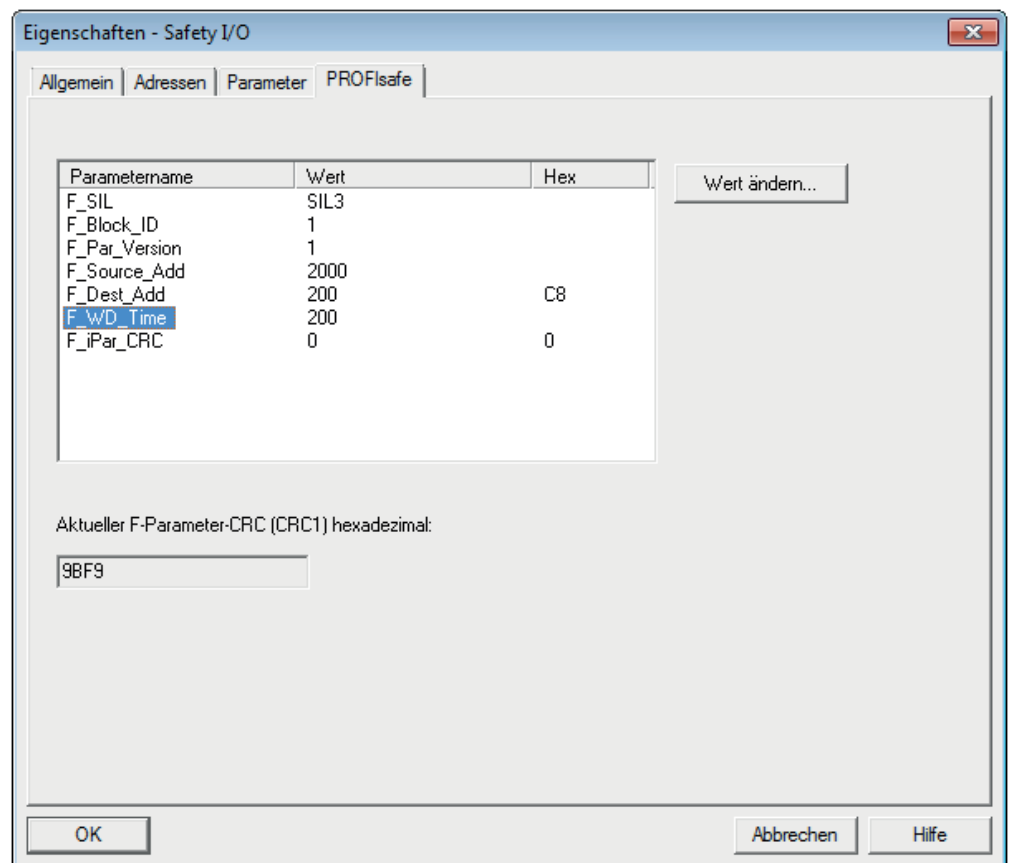 Eigenschaften - Safety I/O
Allgemein Adressen Parameter PROFIsafe
Parametername Wert Hex
Wert ändern...
F_SIL SIL3
F_Block_ID 1
F_Par_Version 1
F_Source_Add 2000
F_Dest_Add 200 C8
F_WD_Time 200
F_iPar_CRC 0 0
Aktueller F-Parameter-CRC (CRC1) hexadezimal:
9BF9
OK Abbrechen Hilfe